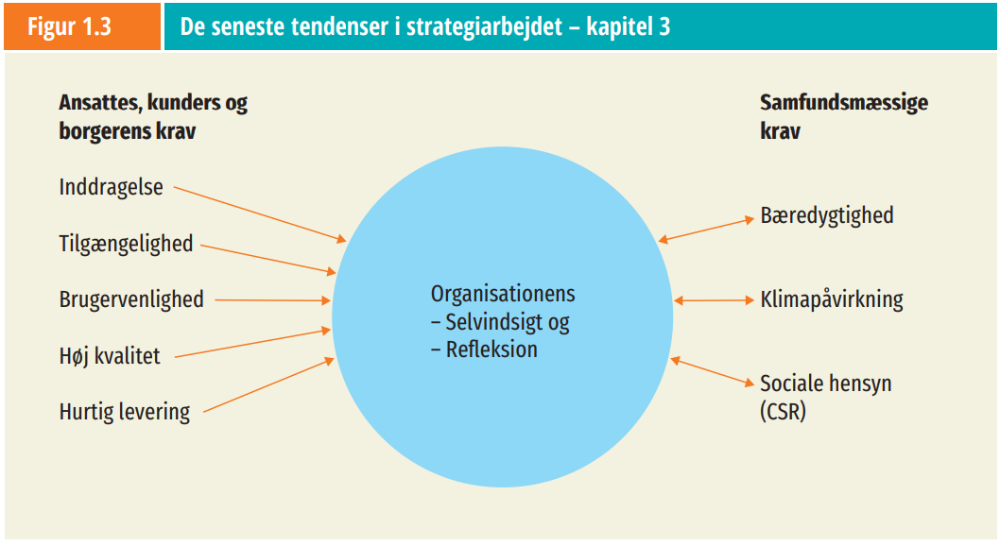 Figur 1.3
De seneste tendenser i strategiarbejdet – kapitel 3
Ansattes, kunders og
borgerens krav
Inddragelse
Tilgængelighed
Brugervenlighed
Høj kvalitet
Hurtig levering
Organisationens
– Selvindsigt og
– Refleksion
Samfundsmæssige
krav
Bæredygtighed
Klimapåvirkning
Sociale hensyn
(CSR)